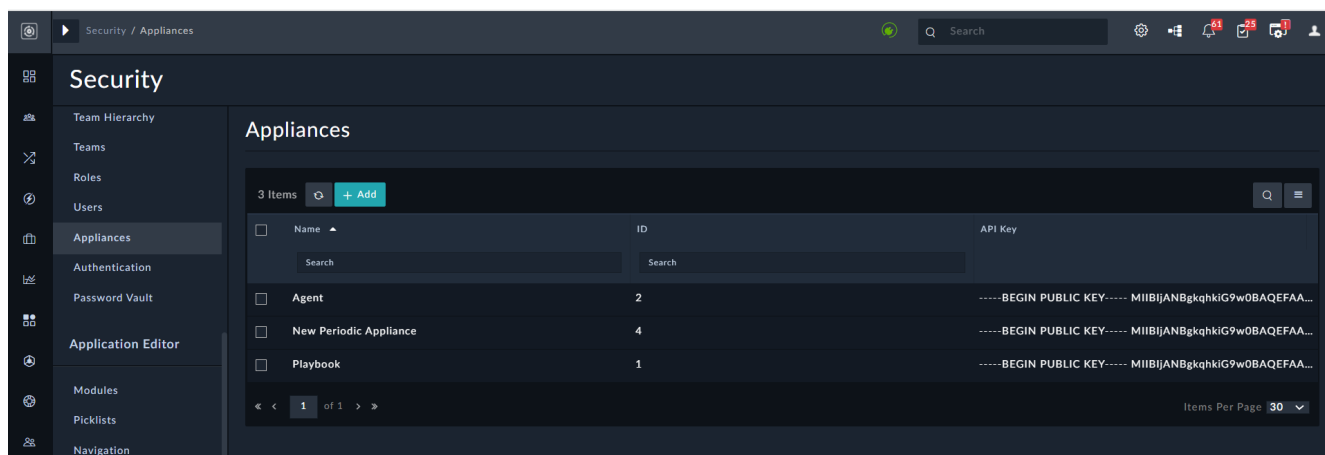 Security / Appliances
Search
61
25
!
Security
Team Hierarchy
Teams
Roles
Users
Appliances
Authentication
Password Vault
Application Editor
Modules
Picklists
Navigation
Appliances
3 Items
+ Add
Name ID API Key
Search Search
Agent 2 -----BEGIN PUBLIC KEY----- MIIBIjANBgkqhkiG9w0BAQEFAA...
New Periodic Appliance 4 -----BEGIN PUBLIC KEY----- MIIBIjANBgkqhkiG9w0BAQEFAA...
Playbook 1 -----BEGIN PUBLIC KEY----- MIIBIjANBgkqhkiG9w0BAQEFAA...
« < 1 of 1 > » Items Per Page 30